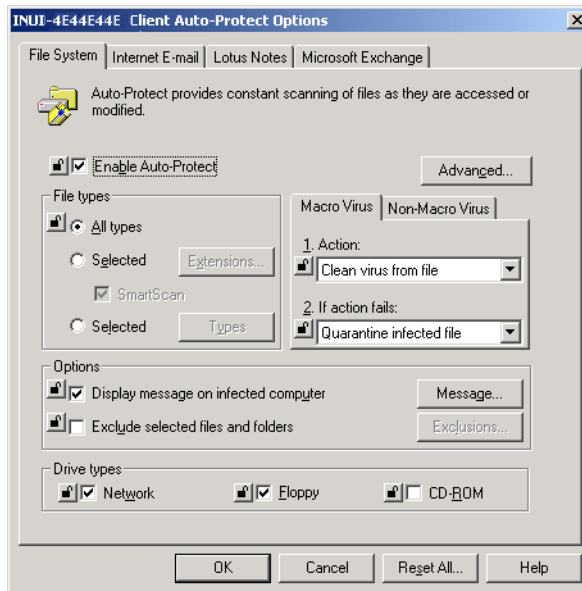 INUI-4E44E44E Client Auto-Protect Options
File System Internet E-mail Lotus Notes Microsoft Exchange
Auto-Protect provides constant scanning of files as they are accessed or
modified.
Enable Auto-Protect
Advanced...
File types
All types
Selected Extensions...
SmartScan
Selected Types
Macro Virus Non-Macro Virus
1. Action:
Clean virus from file
2. If action fails:
Quarantine infected file
Options
Display message on infected computer Message...
Exclude selected files and folders Exclusions...
Drive types
Network Floppy CD-ROM
OK Cancel Reset All... Help